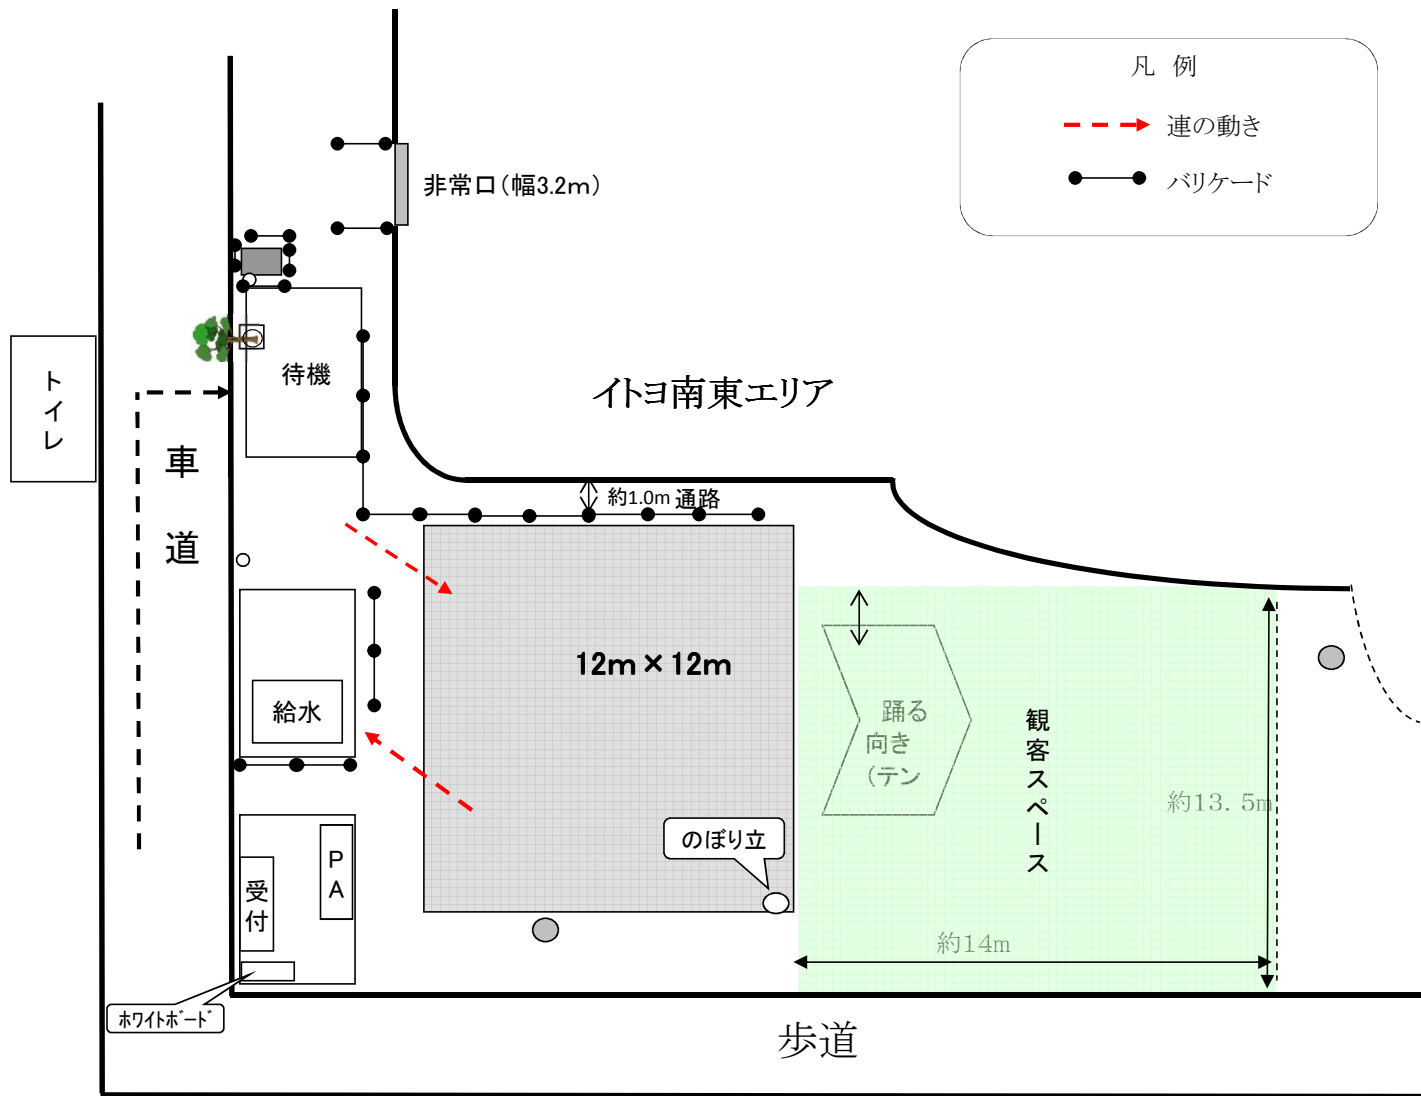 凡 例
連の動き
バリケード
非常口（幅3.2m）
待機
トイレ
車道
イトヨ南東エリア
約1.0m 通路
12m×12m
給水
踊る
向き
（テン
観客スペース
約13.5m
のぼり立
PA
受付
約14m
ホワイトボード
歩道